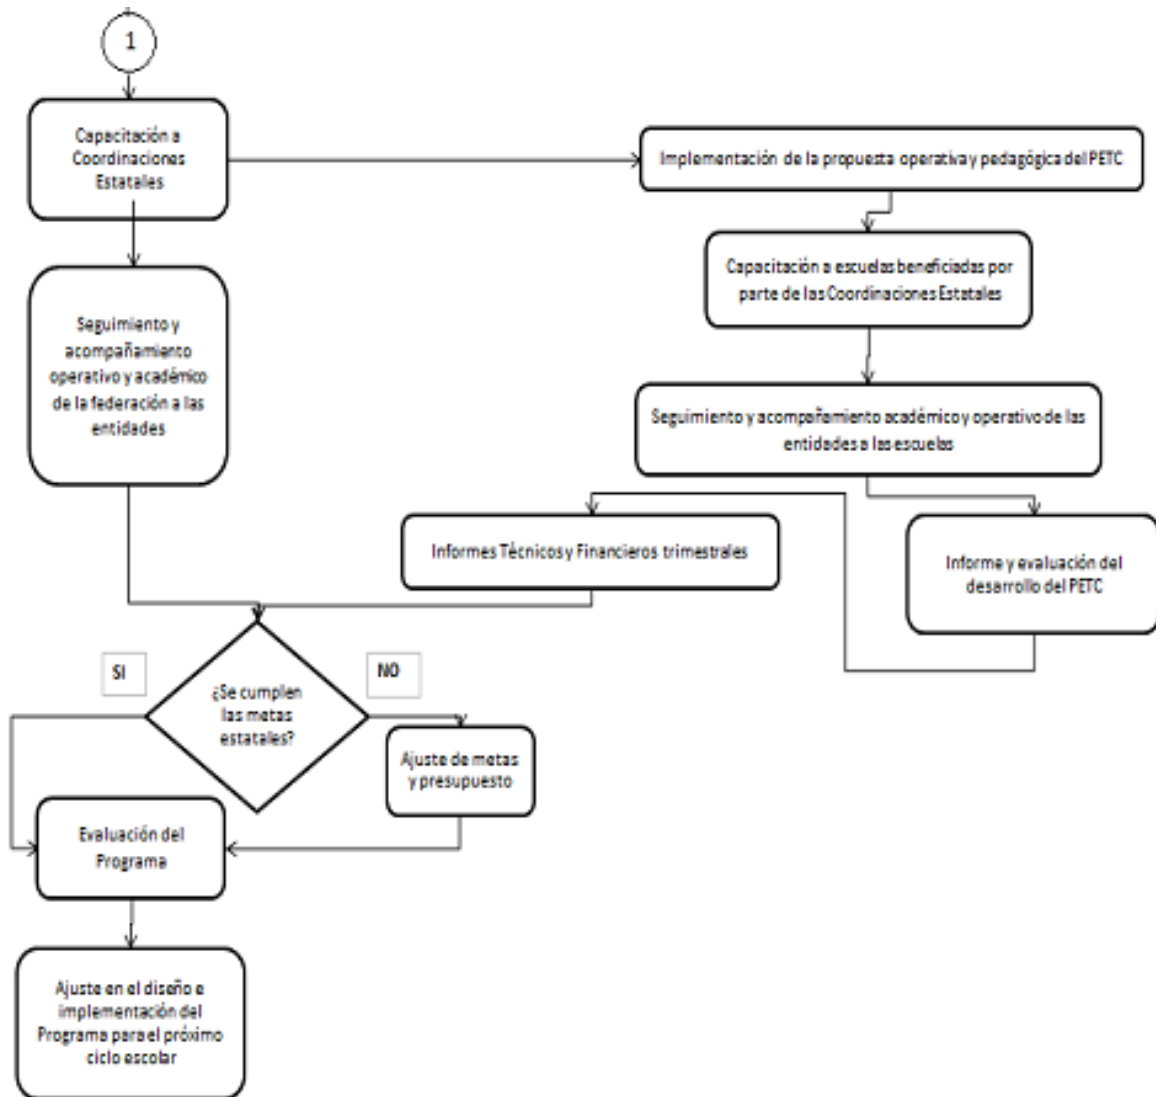 1
Capacitación a
Coordinaciones
Estatales
Implementación de la propuesta operativa y pedagógica del PETC
Capacitación a escuelas beneficiadas por
parte de las Coordinaciones Estatales
Seguimiento y
acompañamiento
operativo y académico
de la federación a las
entidades
Seguimiento y acompañamiento académico y operativo de las
entidades a las escuelas
Informes Técnicos y Financieros trimestrales
Informe y evaluación del
desarrollo del PETC
SI
NO
¿Se cumplen
las metas
estatales?
Ajuste de metas
y presupuesto
Evaluación del
Programa
Ajuste en el diseño e
implementación del
Programa para el próximo
ciclo escolar